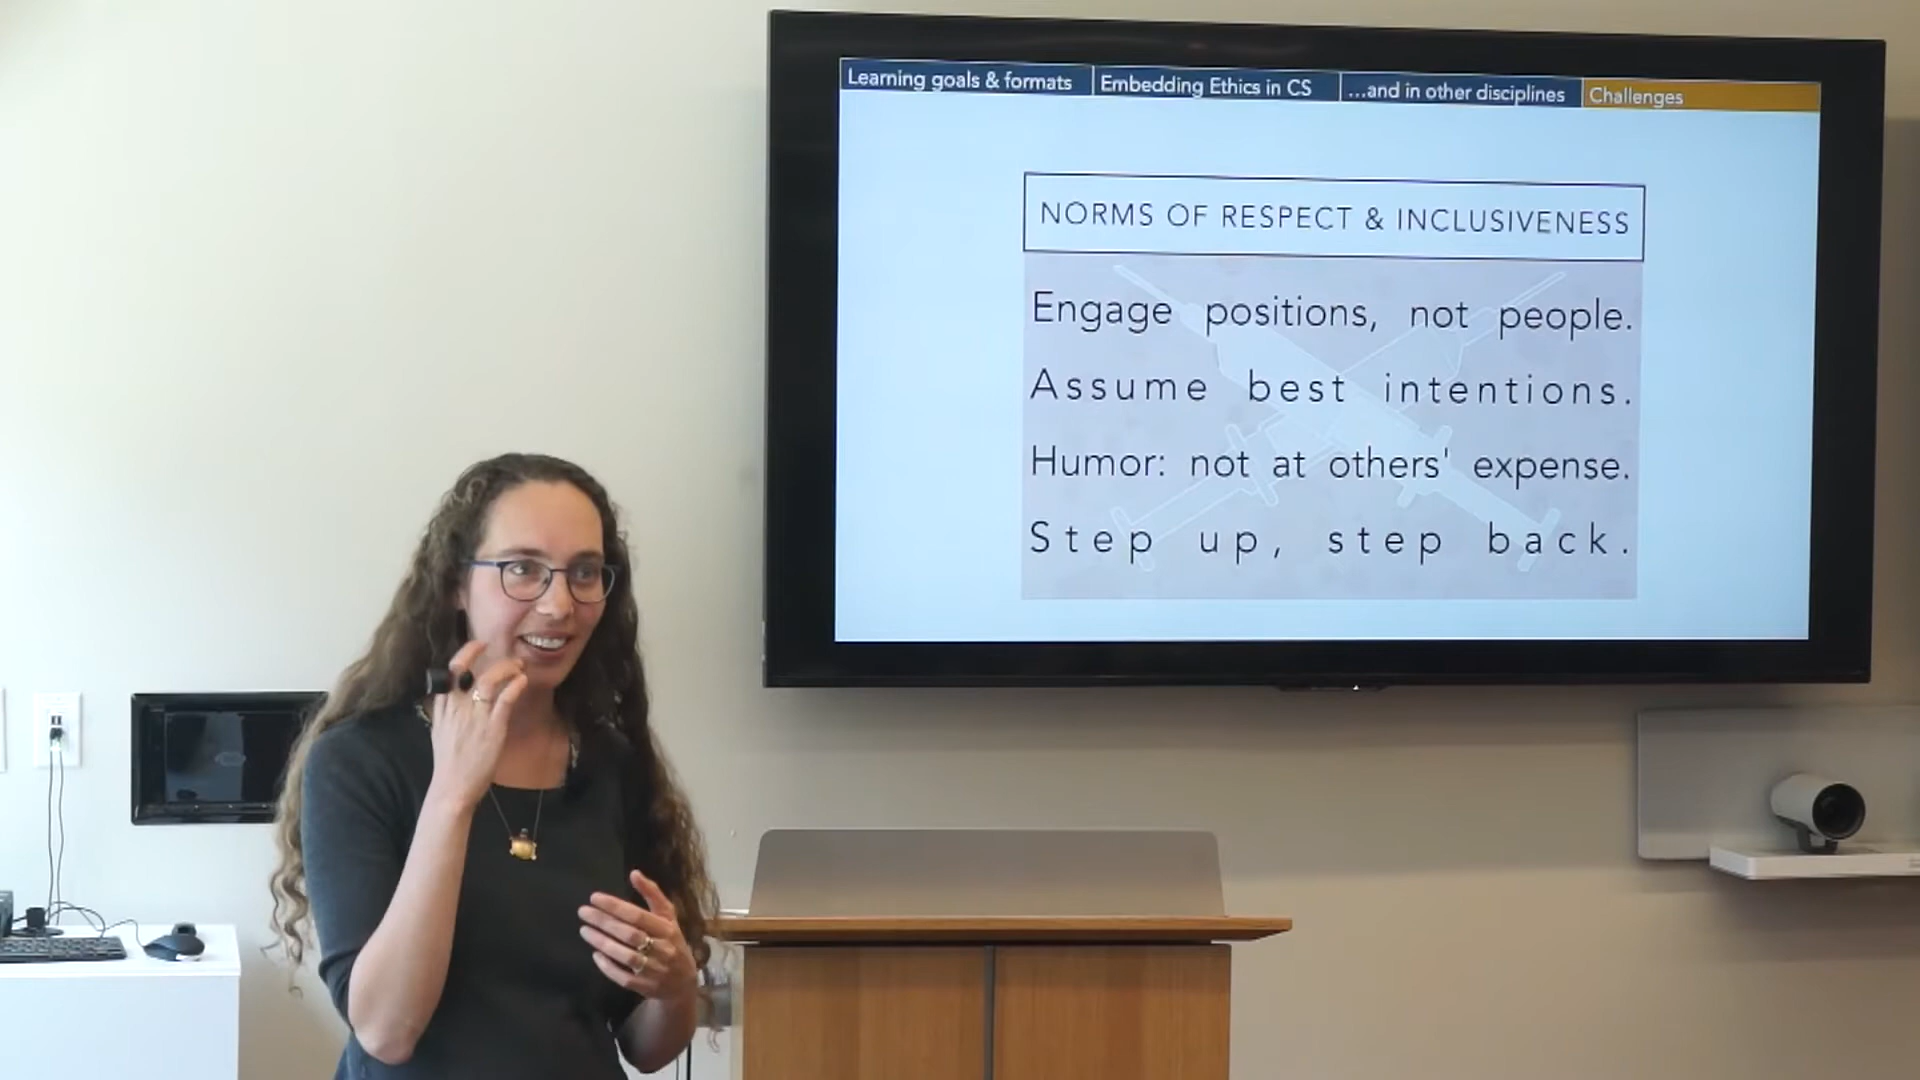 Learning goals & formats
Embedding Ethics in CS
...and in other disciplines
Challenges
NORMS OF RESPECT & INCLUSIVENESS
Engage positions, not people.
Assume best intentions.
Humor: not at others' expense.
Step up, step back.